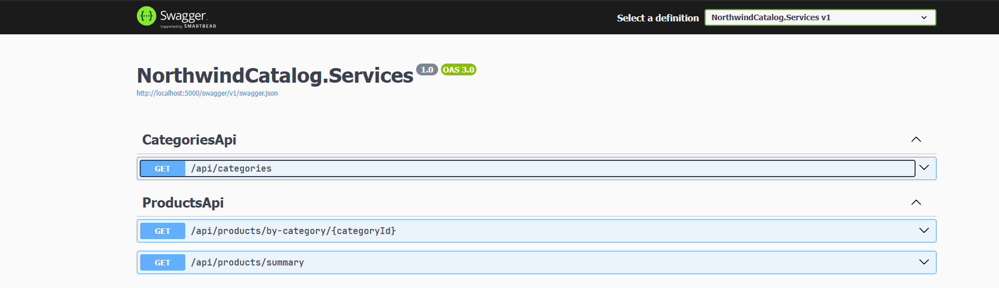 Swagger
Supported by SMARTBEAR
Select a definition
NorthwindCatalog.Services v1
NorthwindCatalog.Services 1.0 OAS 3.0
http://localhost:5000/swagger/v1/swagger.json
CategoriesApi
GET /api/categories
ProductsApi
GET /api/products/by-category/{categoryId}
GET /api/products/summary